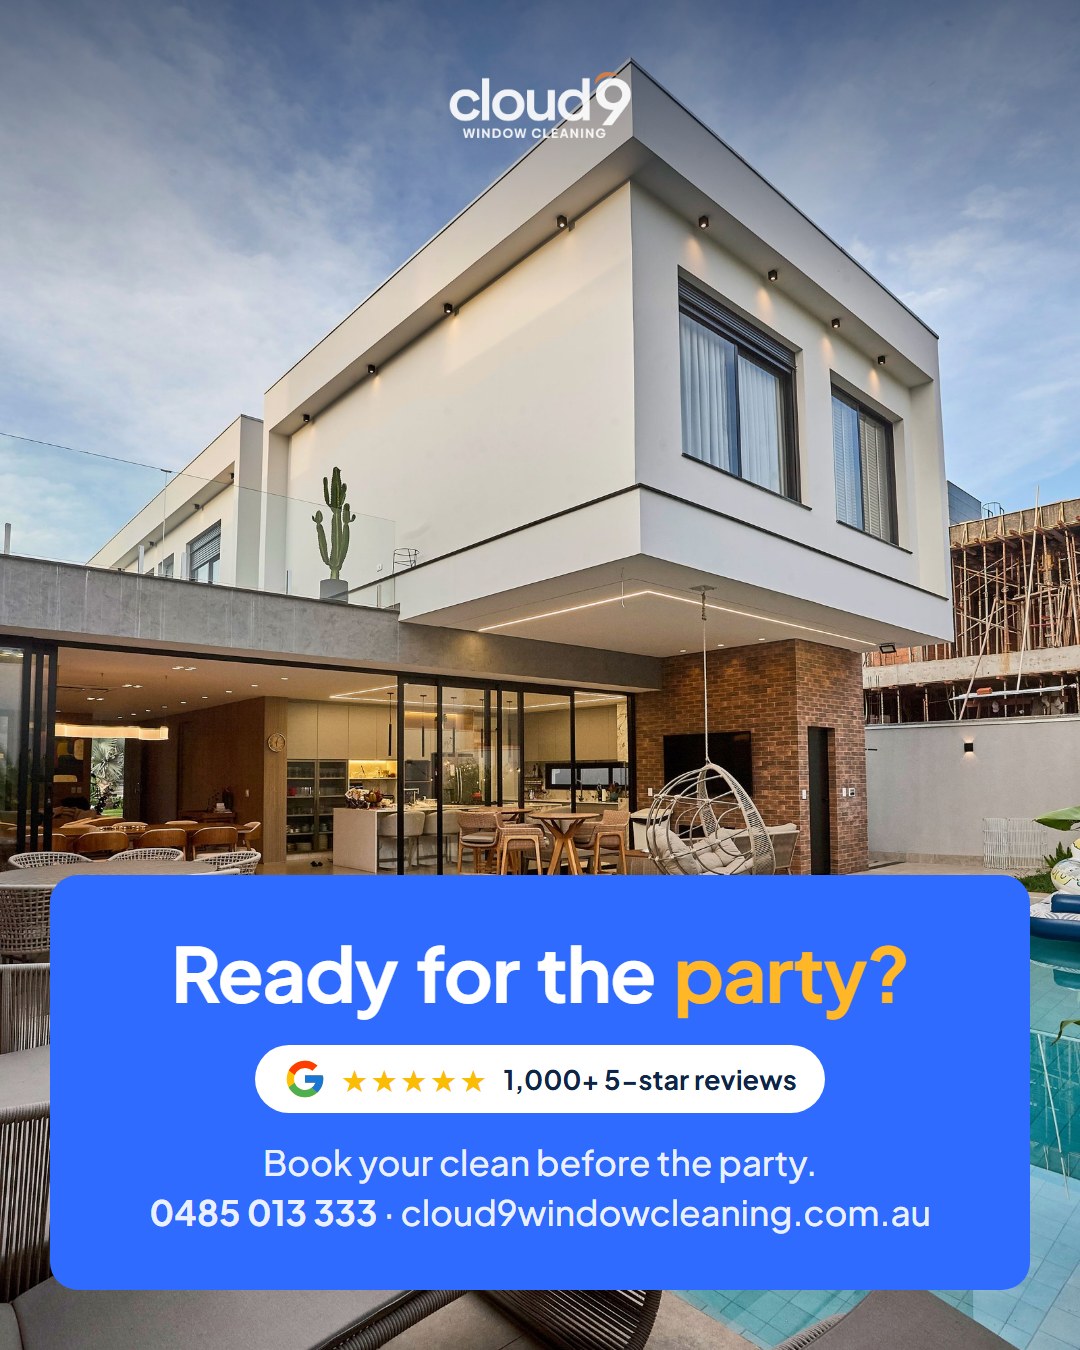 cloud9
WINDOW CLEANING
Ready for the party?
G ★★★★★ 1,000+ 5-star reviews
Book your clean before the party.
0485 013 333 · cloud9windowcleaning.com.au